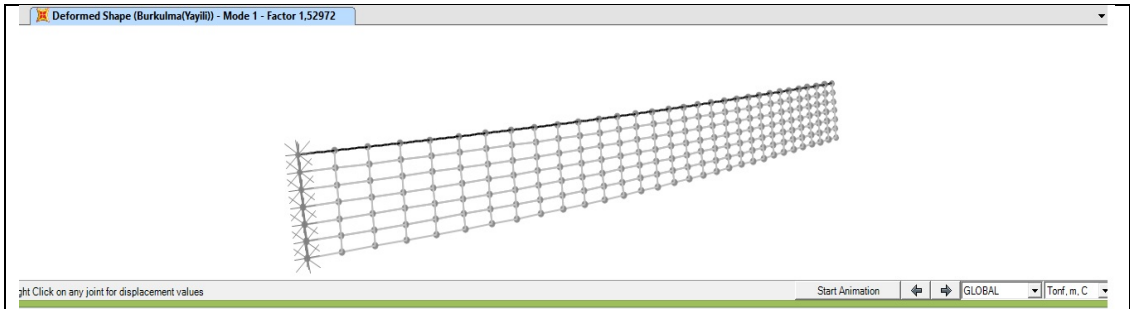 Deformed Shape (Burkulma(Yayili)) - Mode 1 - Factor 1,52972
ght Click on any joint for displacement values
Start Animation
GLOBAL
Tonf, m, C